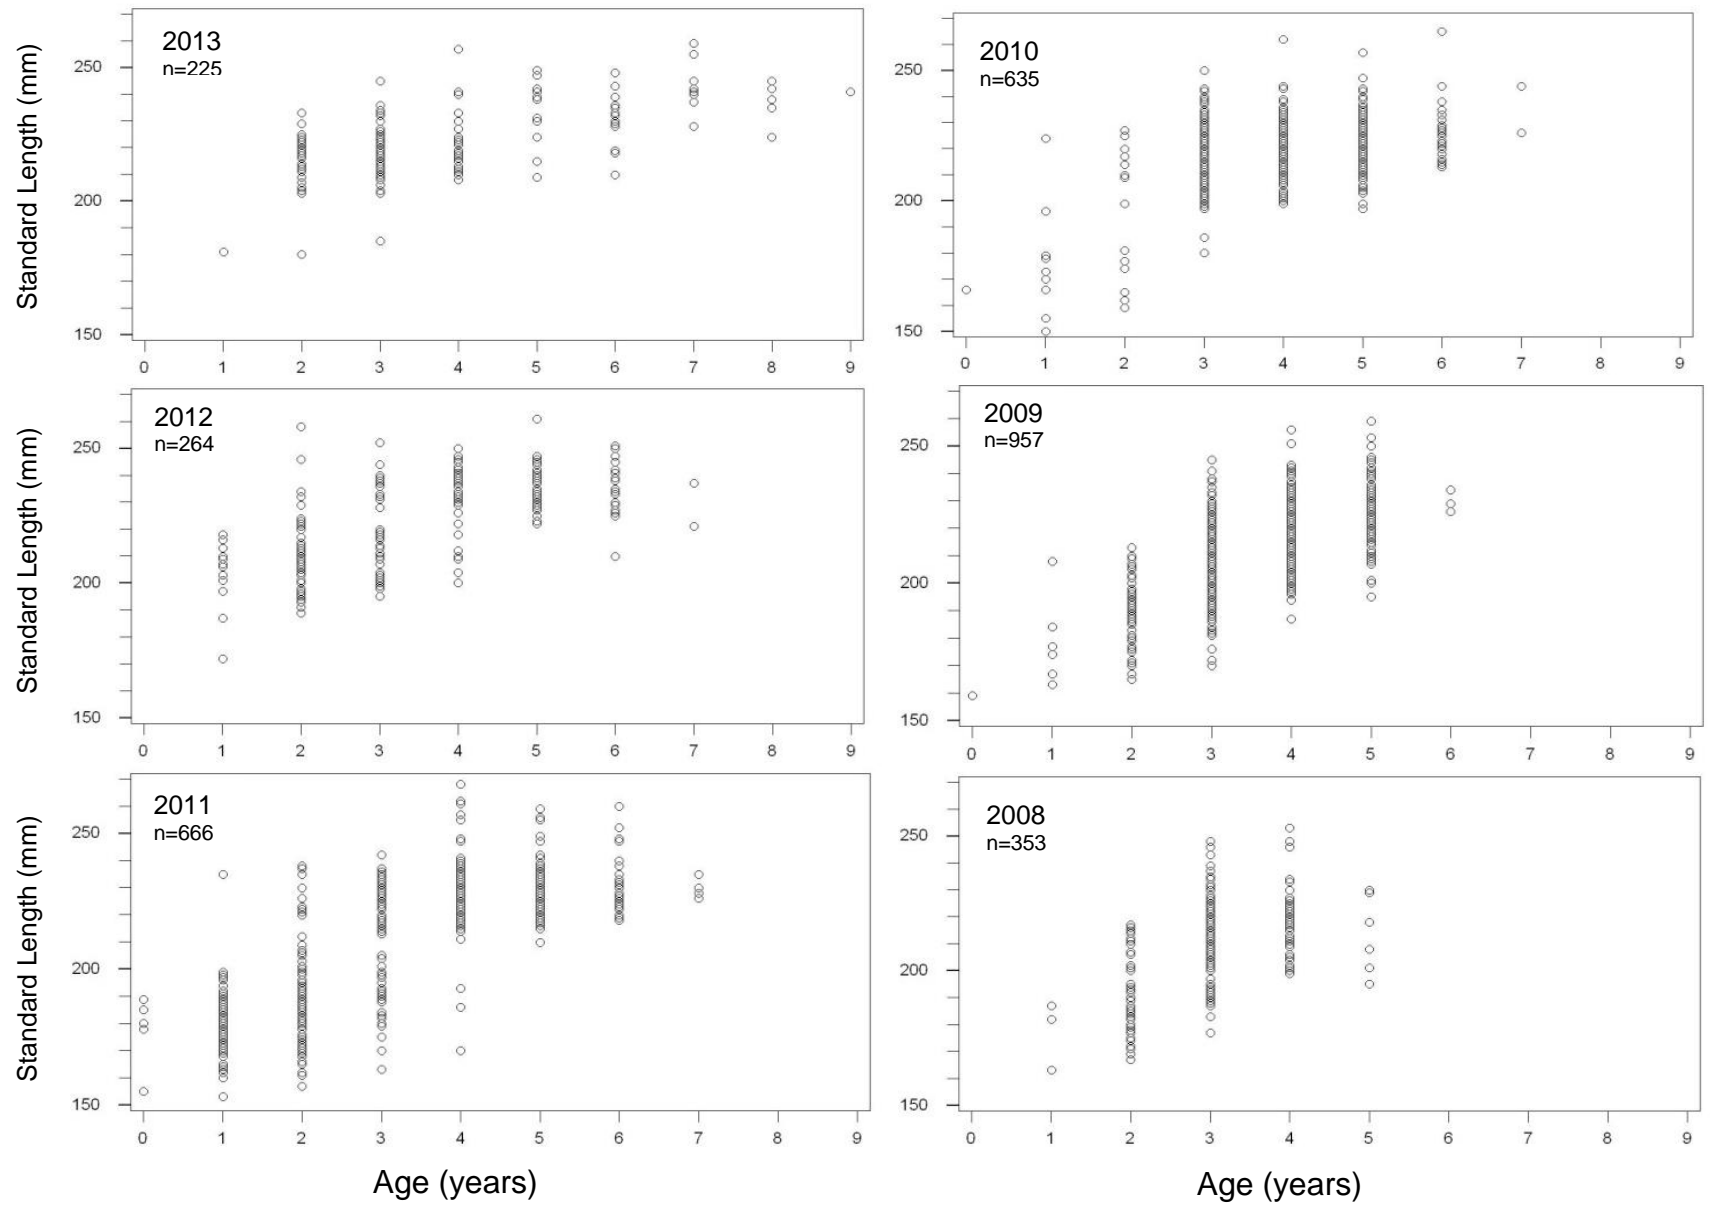 Standard Length (mm)
2013
n=225
250
200
150
0 1 2 3 4 5 6 7 8 9
2010
n=635
250
200
150
0 1 2 3 4 5 6 7 8 9
Standard Length (mm)
2012
n=264
250
200
150
0 1 2 3 4 5 6 7 8 9
2009
n=957
250
200
150
0 1 2 3 4 5 6 7 8 9
Standard Length (mm)
2011
n=666
250
200
150
0 1 2 3 4 5 6 7 8 9
Age (years)
2008
n=353
250
200
150
0 1 2 3 4 5 6 7 8 9
Age (years)